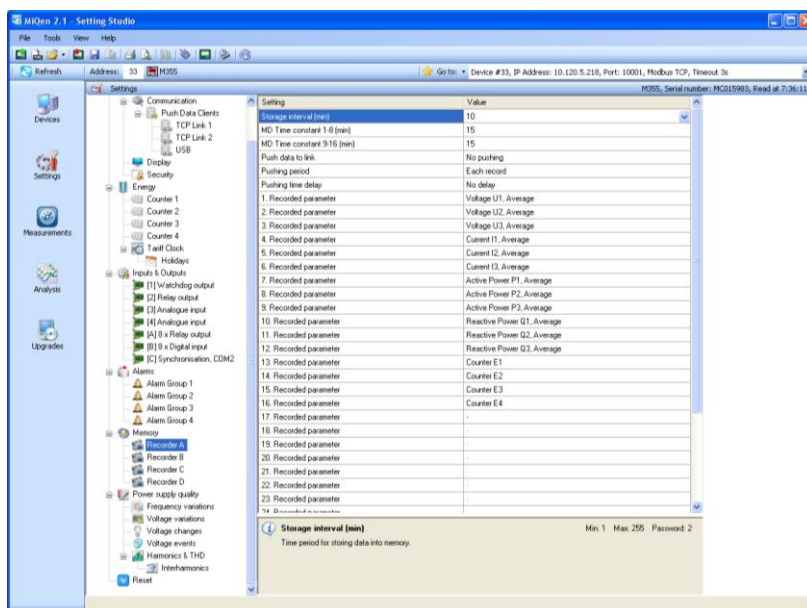 MiQen 2.1 - Setting Studio
File Tools View Help
Refresh Address: 33 M355 Go to: Device #33, IP Address: 10.120.5.218, Port: 10001, Modbus TCP, Timeout 3s
Settings M355, Serial number: MC015983, Read at 7:36:11
Devices
Settings
Measurements
Analysis
Upgrades
Communication
Push Data Clients
TCP Link 1
TCP Link 2
USB
Display
Security
Energy
Counter 1
Counter 2
Counter 3
Counter 4
Tariff Clock
Holidays
Inputs & Outputs
[1] Watchdog output
[2] Relay output
[3] Analogue input
[4] Analogue input
[A] 8 x Relay output
[B] 8 x Digital input
[C] Synchronisation, COM2
Alarms
Alarm Group 1
Alarm Group 2
Alarm Group 3
Alarm Group 4
Memory
Recorder A
Recorder B
Recorder C
Recorder D
Power supply quality
Frequency variations
Voltage variations
Voltage changes
Voltage events
Harmonics & THD
Interharmonics
Reset
Setting Value
Storage interval (min) 10
MD Time constant 1-8 (min) 15
MD Time constant 9-16 (min) 15
Push data to link No pushing
Pushing period Each record
Pushing time delay No delay
1. Recorded parameter Voltage U1, Average
2. Recorded parameter Voltage U2, Average
3. Recorded parameter Voltage U3, Average
4. Recorded parameter Current I1, Average
5. Recorded parameter Current I2, Average
6. Recorded parameter Current I3, Average
7. Recorded parameter Active Power P1, Average
8. Recorded parameter Active Power P2, Average
9. Recorded parameter Active Power P3, Average
10. Recorded parameter Reactive Power Q1, Average
11. Recorded parameter Reactive Power Q2, Average
12. Recorded parameter Reactive Power Q3, Average
13. Recorded parameter Counter E1
14. Recorded parameter Counter E2
15. Recorded parameter Counter E3
16. Recorded parameter Counter E4
17. Recorded parameter -
18. Recorded parameter
19. Recorded parameter
20. Recorded parameter
21. Recorded parameter
22. Recorded parameter
23. Recorded parameter
24. Recorded parameter
Storage interval (min) Min: 1 Max: 255 Password: 2
Time period for storing data into memory.